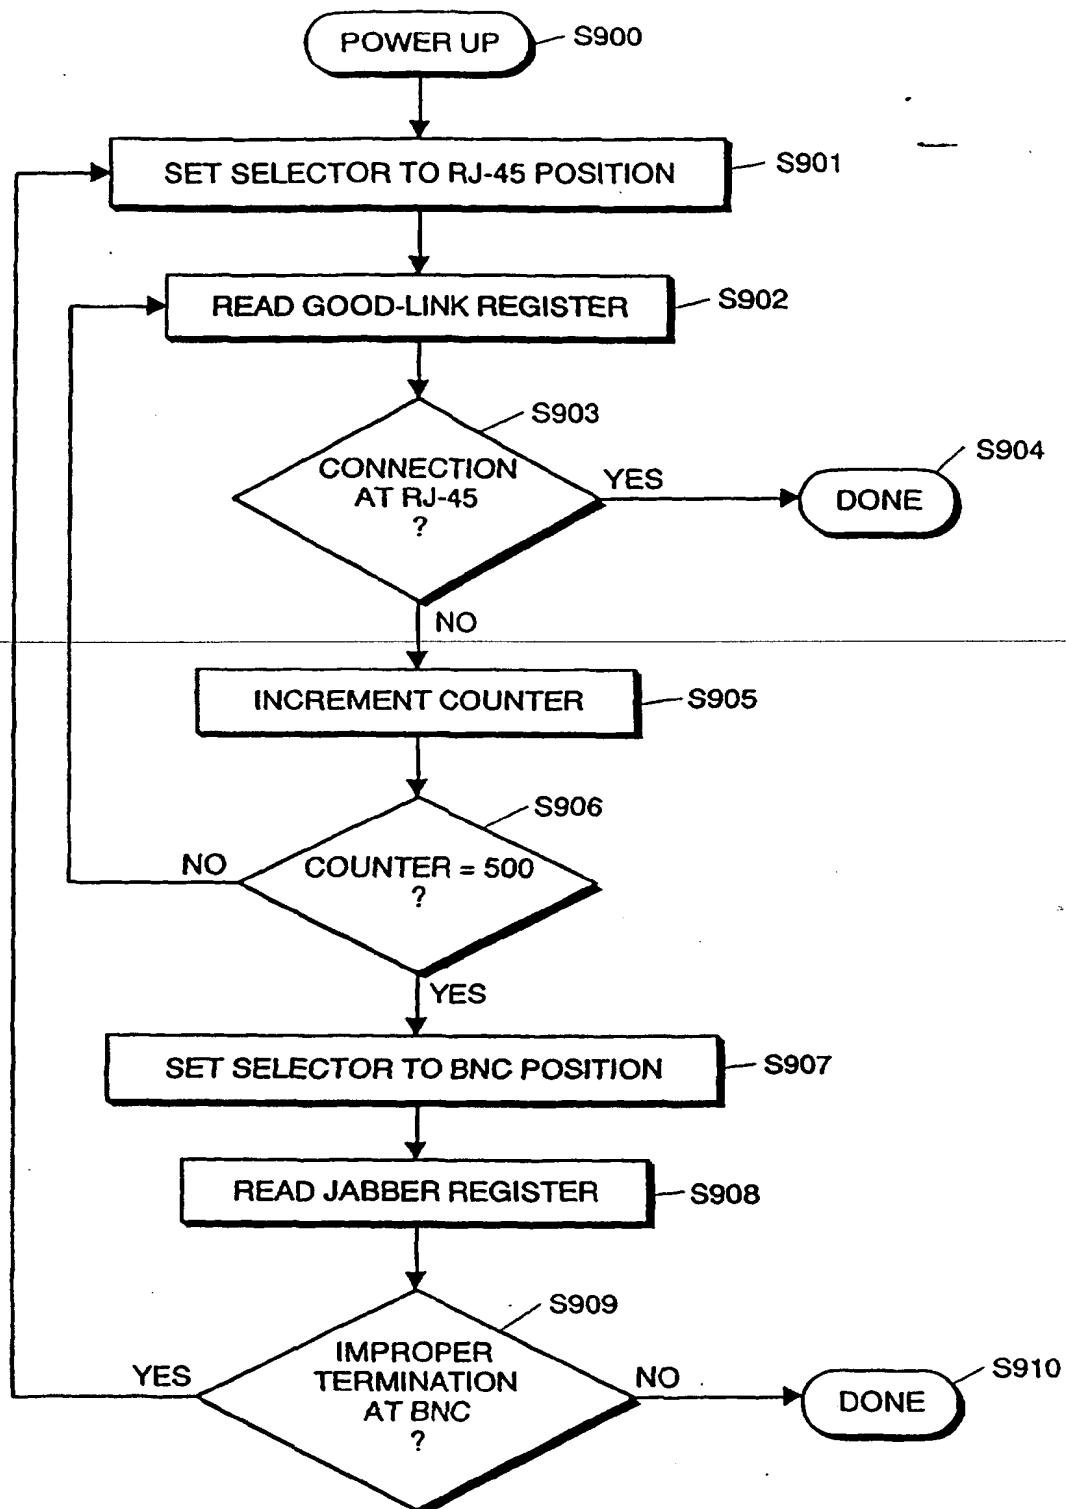 POWER UP
S900
SET SELECTOR TO RJ-45 POSITION
S901
READ GOOD-LINK REGISTER
S902
S903
CONNECTION
AT RJ-45
?
YES
DONE
S904
NO
INCREMENT COUNTER
S905
S906
COUNTER = 500
?
NO
YES
SET SELECTOR TO BNC POSITION
S907
READ JABBER REGISTER
S908
S909
IMPROPER
TERMINATION
AT BNC
?
YES
NO
DONE
S910